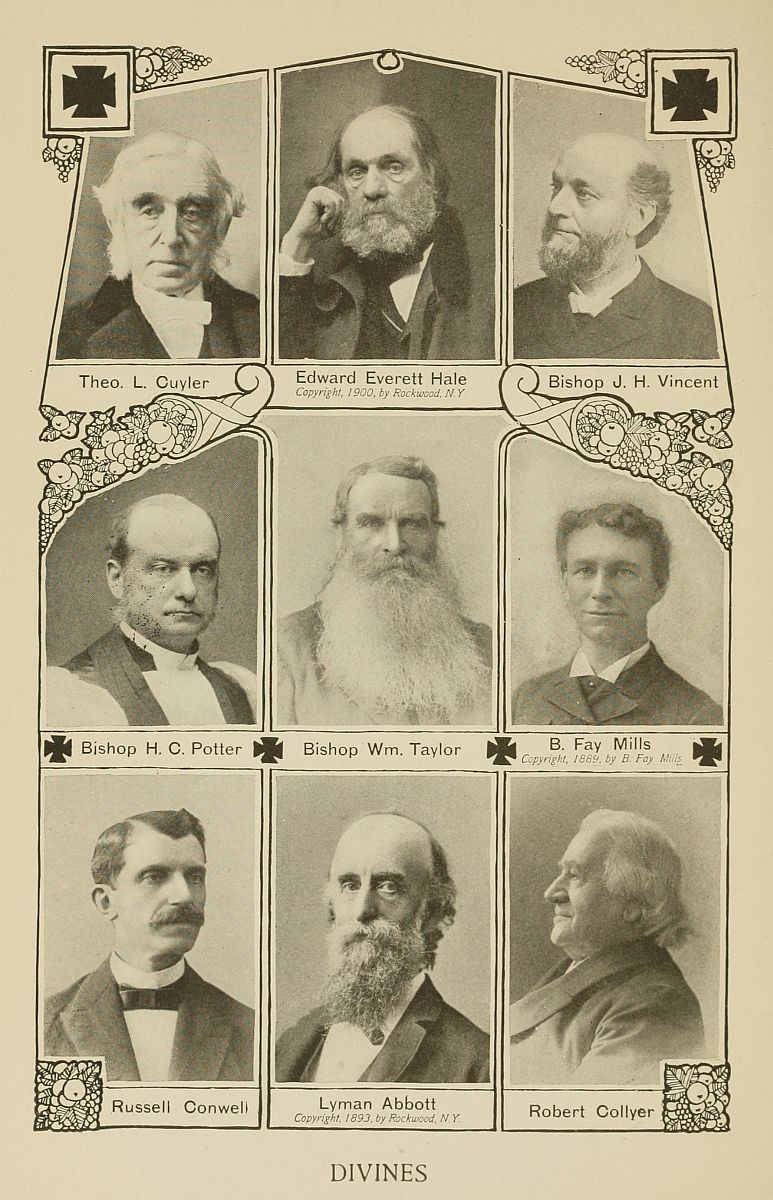 Theo. L. Cuyler
Edward Everett Hale
Copyright, 1900, by Rockwood, N.Y
Bishop J. H. Vincent
Bishop H. C. Potter
Bishop Wm. Taylor
B. Fay Mills
Copyright, 1889, by B. Fay Mills
Russell Conwell
Lyman Abbott
Copyright, 1893, by Rockwood, N.Y.
Robert Collyer
DIVINES